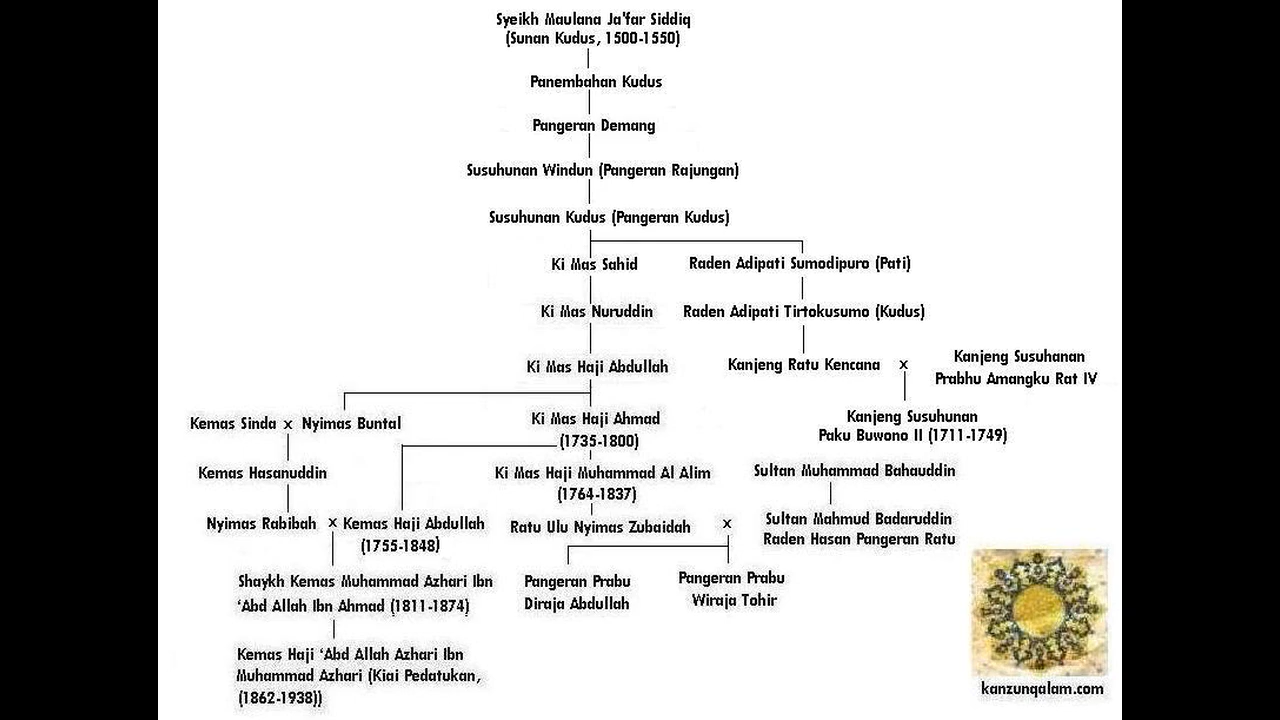 Syeikh Maulana Ja'far Siddiq
(Sunan Kudus, 1500-1550)
Panembahan Kudus
Pangeran Demang
Susuhunan Windun (Pangeran Rajungan)
Susuhunan Kudus (Pangeran Kudus)
Ki Mas Sahid
Raden Adipati Sumodipuro (Pati)
Ki Mas Nuruddin
Raden Adipati Tirtokusumo (Kudus)
Ki Mas Haji Abdullah
Kanjeng Ratu Kencana x
Kanjeng Susuhanan
Prabhu Amangku Rat IV
Kemas Sinda x Nyimas Buntal
Ki Mas Haji Ahmad
(1735-1800)
Kanjeng Susuhunan
Paku Buwono II (1711-1749)
Kemas Hasanuddin
Ki Mas Haji Muhammad Al Alim
(1764-1837)
Sultan Muhammad Bahauddin
Nyimas Rabibah x Kemas Haji Abdullah
(1755-1848)
Ratu Ulu Nyimas Zubaidah x
Sultan Mahmud Badaruddin
Raden Hasan Pangeran Ratu
Shaykh Kemas Muhammad Azhari Ibn
‘Abd Allah Ibn Ahmad (1811-1874)
Pangeran Prabu
Diraja Abdullah
Pangeran Prabu
Wiraja Tohir
Kemas Haji ‘Abd Allah Azhari Ibn
Muhammad Azhari (Kiai Pedatukan,
(1862-1938))
kanzunqalam.com